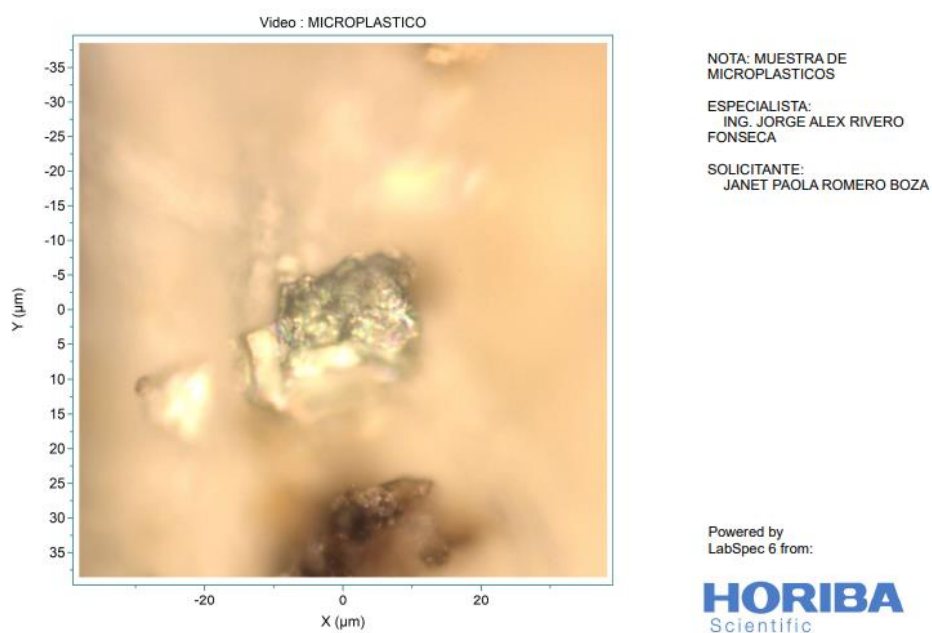 Video : MICROPLASTICO
-35
-30
-25
-20
-15
-10
-5
0
5
10
15
20
25
30
35
Y (µm)
-20
0
20
X (µm)
NOTA: MUESTRA DE
MICROPLASTICOS
ESPECIALISTA:
ING. JORGE ALEX RIVERO
FONSECA
SOLICITANTE:
JANET PAOLA ROMERO BOZA
Powered by
LabSpec 6 from:
HORIBA
Scientific